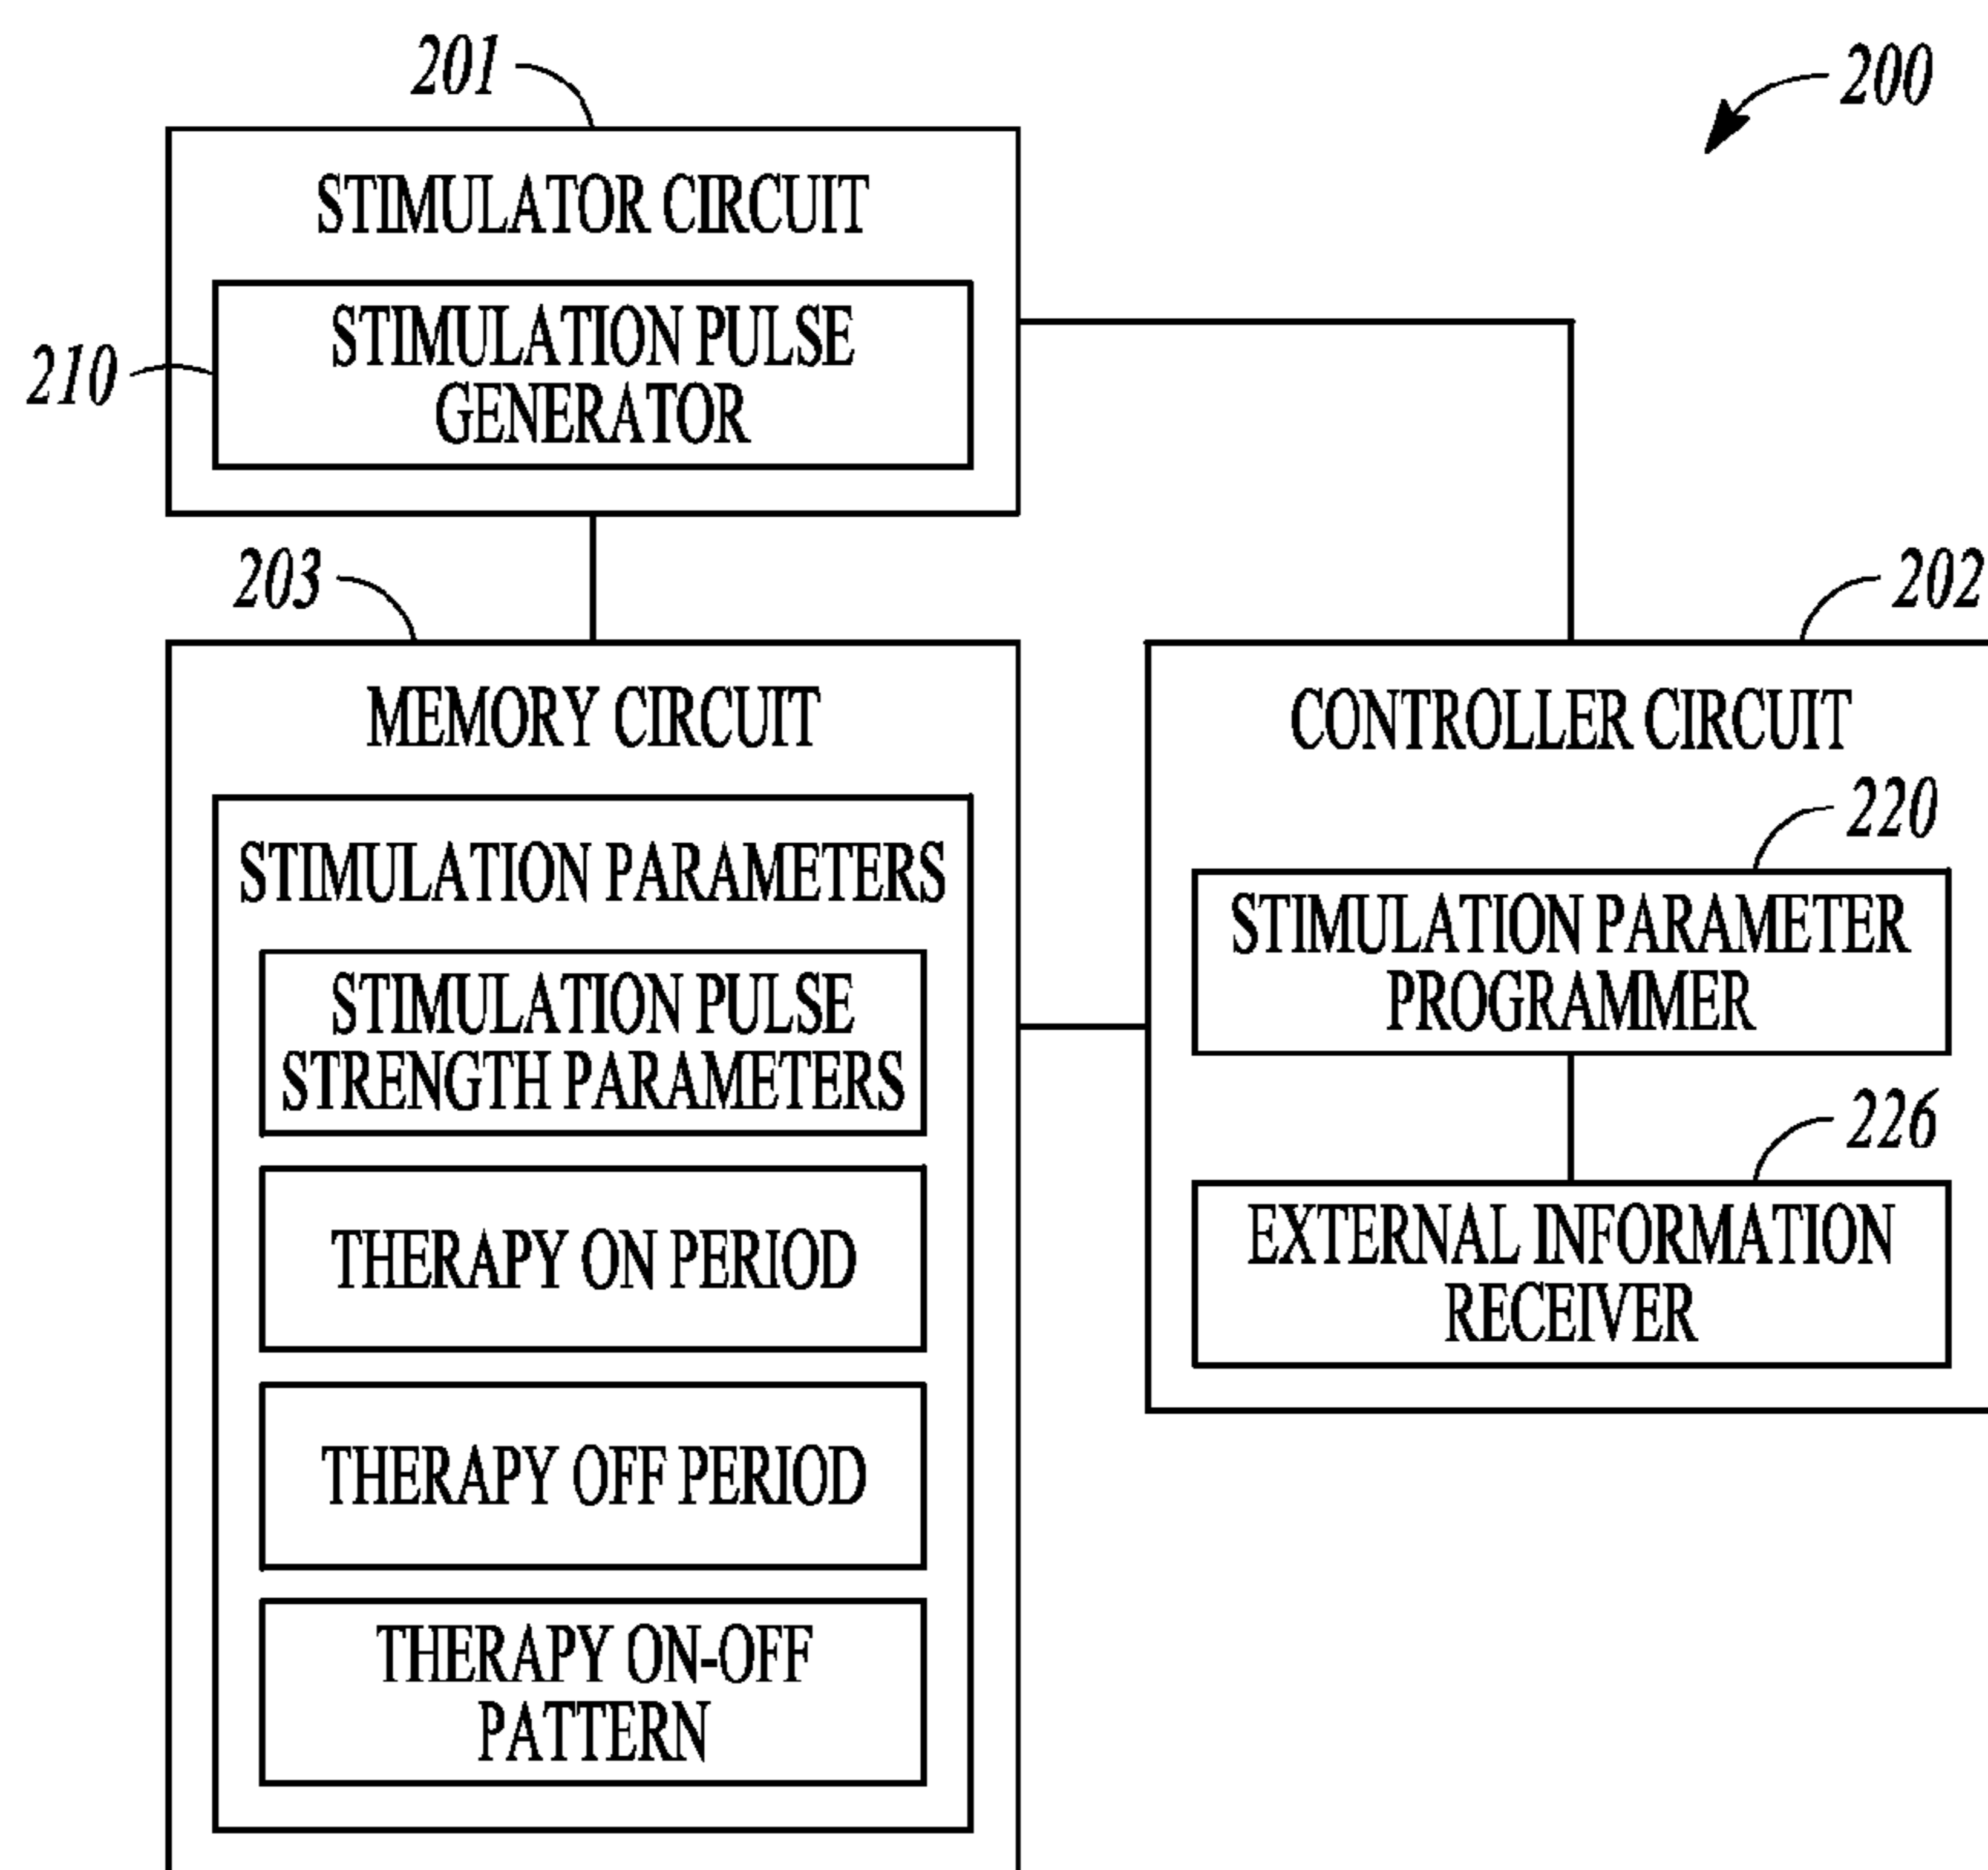 201
200
STIMULATOR CIRCUIT
STIMULATION PULSE
GENERATOR
210
203
202
MEMORY CIRCUIT
STIMULATION PARAMETERS
STIMULATION PULSE
STRENGTH PARAMETERS
THERAPY ON PERIOD
THERAPY OFF PERIOD
THERAPY ON-OFF
PATTERN
CONTROLLER CIRCUIT
220
STIMULATION PARAMETER
PROGRAMMER
226
EXTERNAL INFORMATION
RECEIVER